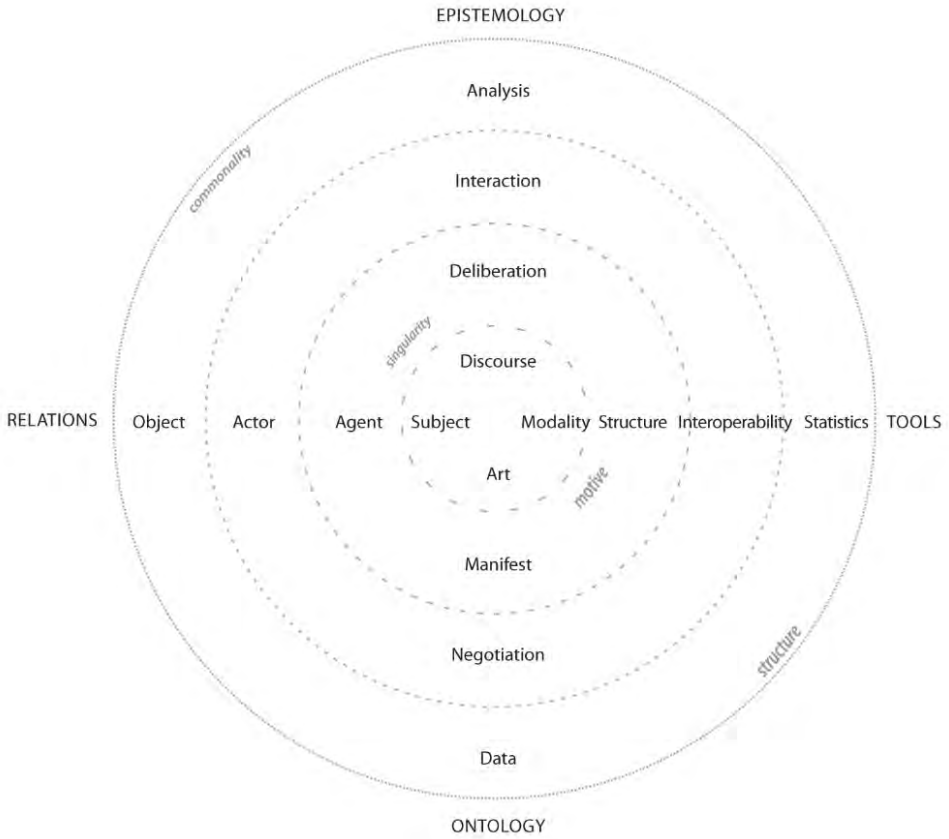 EPISTEMOLOGY
Analysis
commonality
Interaction
Deliberation
singularity
Discourse
RELATIONS Object Actor Agent Subject Modality Structure Interoperability Statistics TOOLS
Art
motive
Manifest
Negotiation
structure
Data
ONTOLOGY